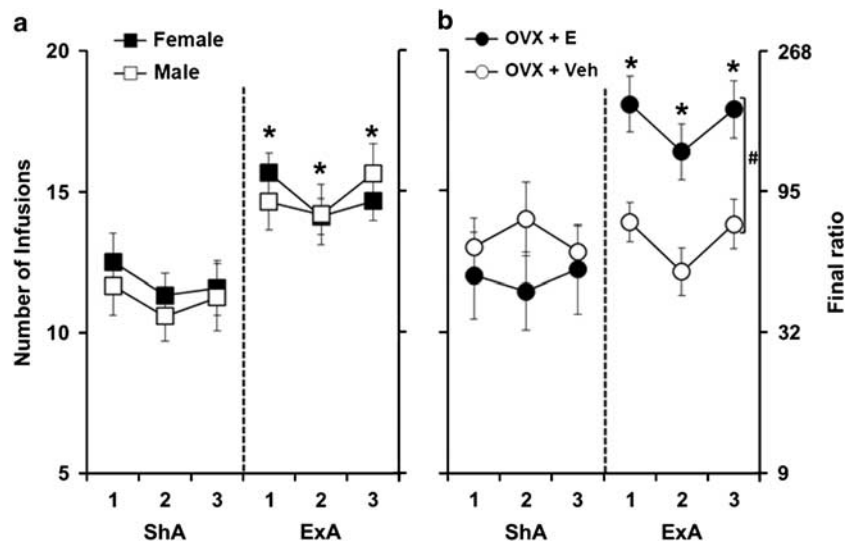 a
Female
Male
Number of Infusions
20
15
10
5
*
*
*
1 2 3 1 2 3
ShA ExA
b
OVX + E
OVX + Veh
*
*
*
#
268
95
32
9
Final ratio
1 2 3 1 2 3
ShA ExA